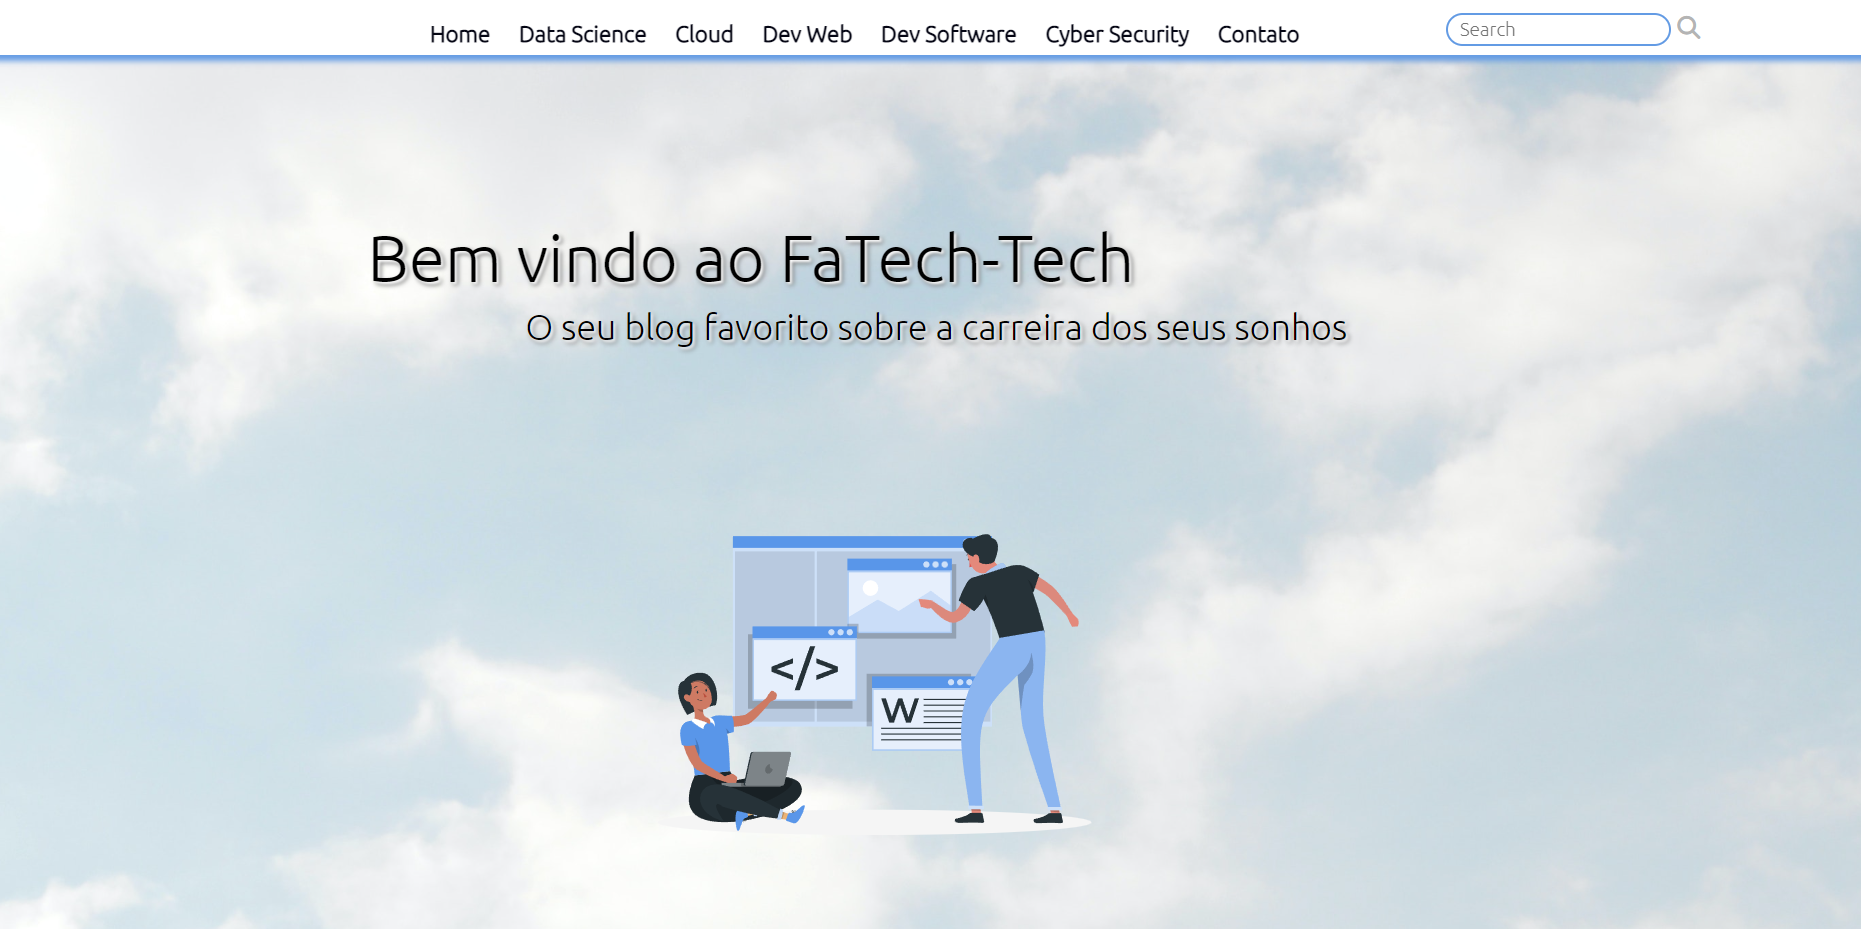 Home Data Science Cloud Dev Web Dev Software Cyber Security Contato Search
Bem vindo ao FaTech-Tech
O seu blog favorito sobre a carreira dos seus sonhos
</>
W